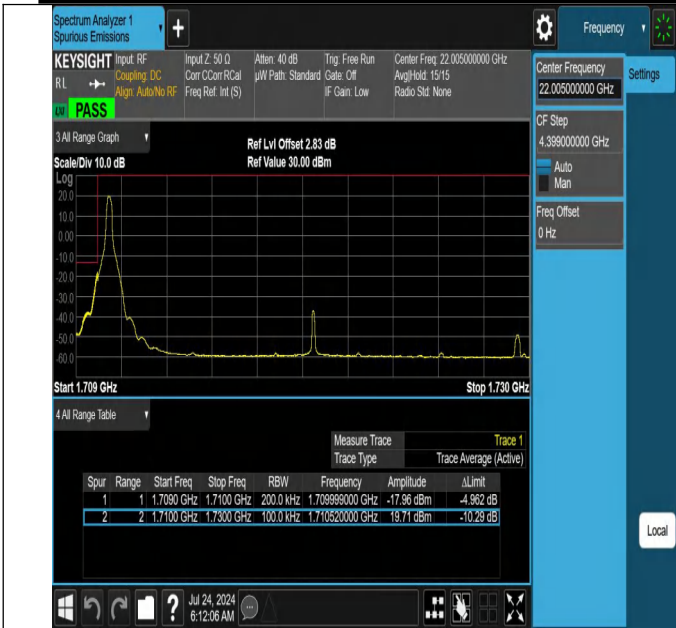 Spectrum Analyzer 1
Spurious Emissions
Frequency
KEYSIGHT
RL
PASS
Input: RF
Coupling: DC
Align: Auto/No RF
Input Z: 50 Ω
Corr CCorr RCal
Freq Ref: Int (S)
Atten: 40 dB
µW Path: Standard
Trig: Free Run
Gate: Off
IF Gain: Low
Center Freq: 22.005000000 GHz
Avg|Hold: 15/15
Radio Std: None
Center Frequency
22.005000000 GHz
Settings
CF Step
4.399000000 GHz
Auto
Man
Freq Offset
0 Hz
3 All Range Graph
Scale/Div 10.0 dB
Ref Lvl Offset 2.83 dB
Ref Value 30.00 dBm
Log
20.0
10.0
0.00
-10.0
-20.0
-30.0
-40.0
-50.0
-60.0
Start 1.709 GHz
Stop 1.730 GHz
4 All Range Table
Measure Trace Trace 1
Trace Type Trace Average (Active)
Spur Range Start Freq Stop Freq RBW Frequency Amplitude ΔLimit
1 1 1.7090 GHz 1.7100 GHz 200.0 kHz 1.709999000 GHz -17.96 dBm -4.962 dB
2 2 1.7100 GHz 1.7300 GHz 100.0 kHz 1.710520000 GHz 19.71 dBm -10.29 dB
Local
?
Jul 24, 2024
6:12:06 AM